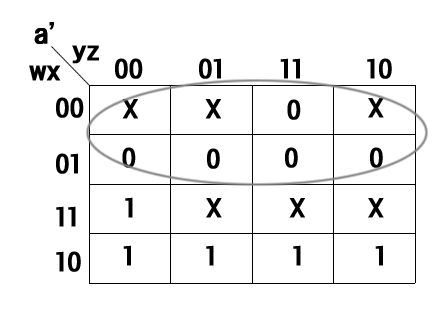 a’
yz
wx
00 01 11 10
00 X X 0 X
01 0 0 0 0
11 1 X X X
10 1 1 1 1